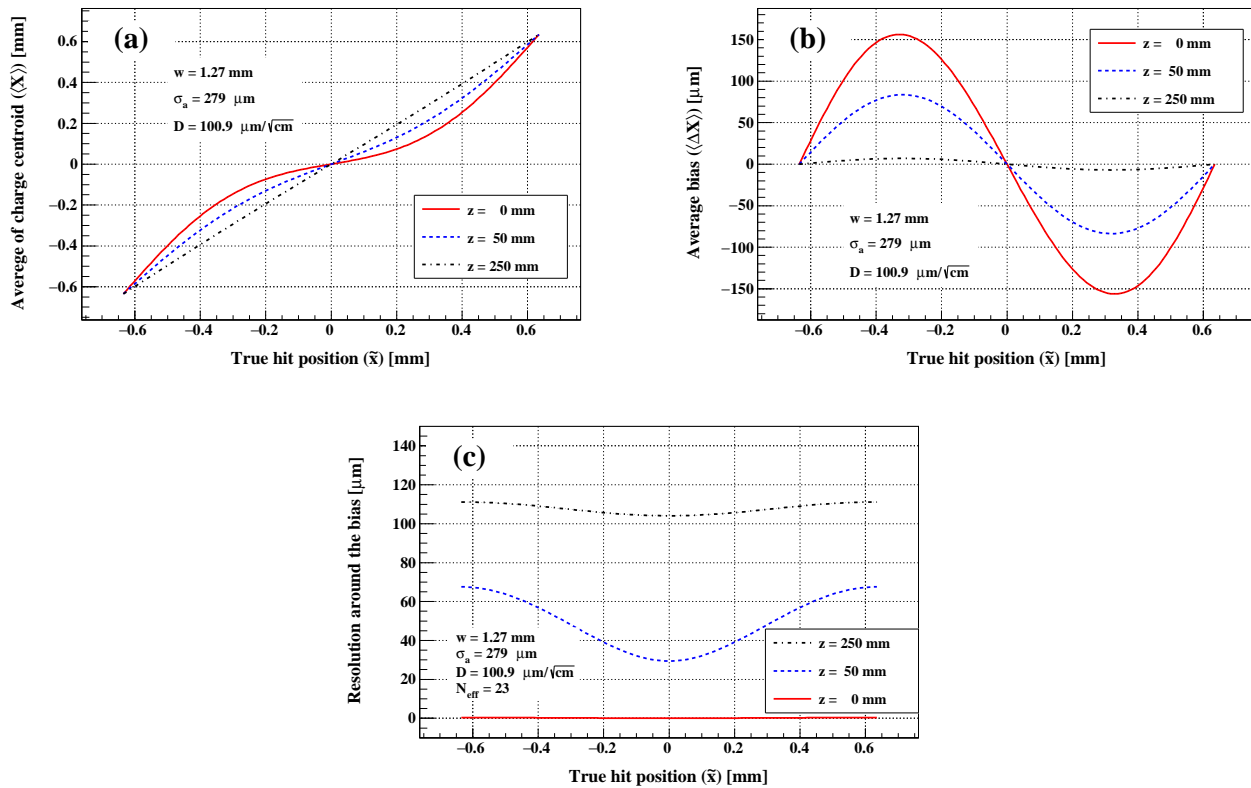 (a)
Averege of charge centroid (⟨X⟩) [mm]
0.6
0.4
0.2
0
−0.2
−0.4
−0.6
w = 1.27 mm
σa = 279 μm
D = 100.9 μm/√cm
z = 0 mm
z = 50 mm
z = 250 mm
−0.6 −0.4 −0.2 0 0.2 0.4 0.6
True hit position (x̃) [mm]
(b)
Average bias (⟨ΔX⟩) [μm]
150
100
50
0
−50
−100
−150
z = 0 mm
z = 50 mm
z = 250 mm
w = 1.27 mm
σa = 279 μm
D = 100.9 μm/√cm
−0.6 −0.4 −0.2 0 0.2 0.4 0.6
True hit position (x̃) [mm]
(c)
Resolution around the bias [μm]
140
120
100
80
60
40
20
0
w = 1.27 mm
σa = 279 μm
D = 100.9 μm/√cm
Neff = 23
z = 250 mm
z = 50 mm
z = 0 mm
−0.6 −0.4 −0.2 0 0.2 0.4 0.6
True hit position (x̃) [mm]